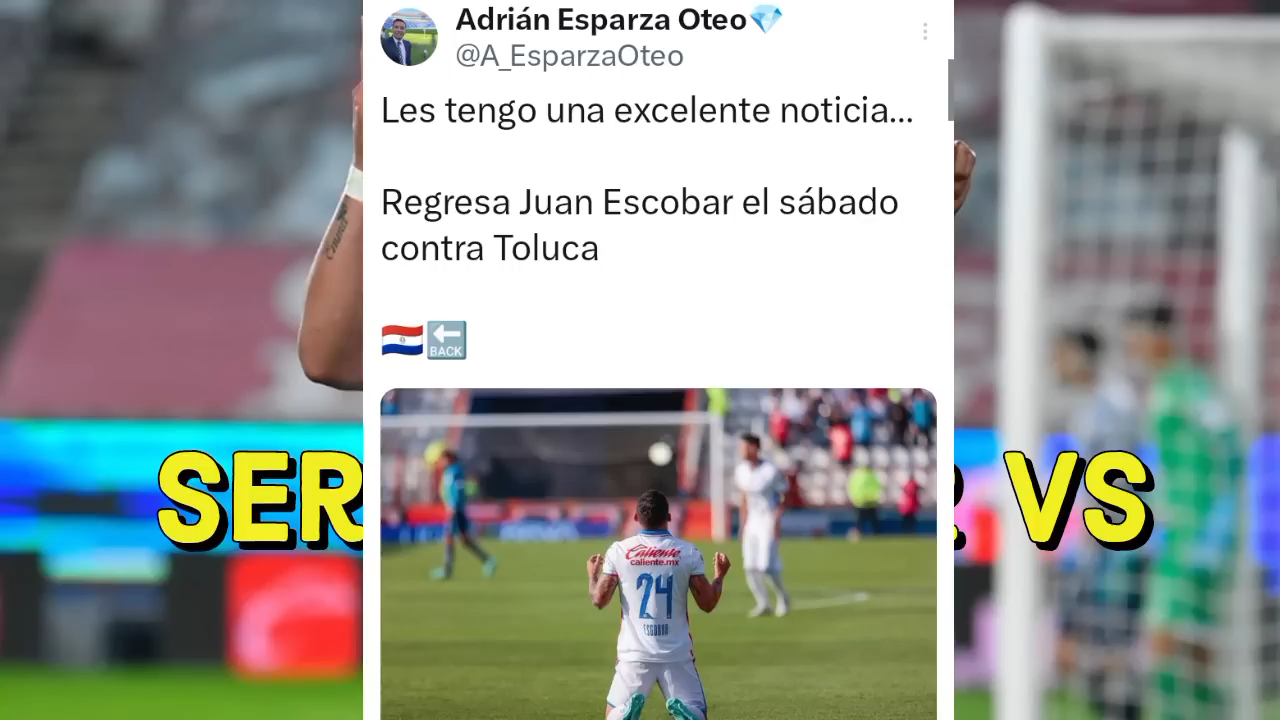 Adrián Esparza Oteo💎
@A_EsparzaOteo
Les tengo una excelente noticia...
Regresa Juan Escobar el sábado
contra Toluca
🇵🇾🔙
BACK
Caliente
caliente.mx
24
ESCOBAR
SER
VS